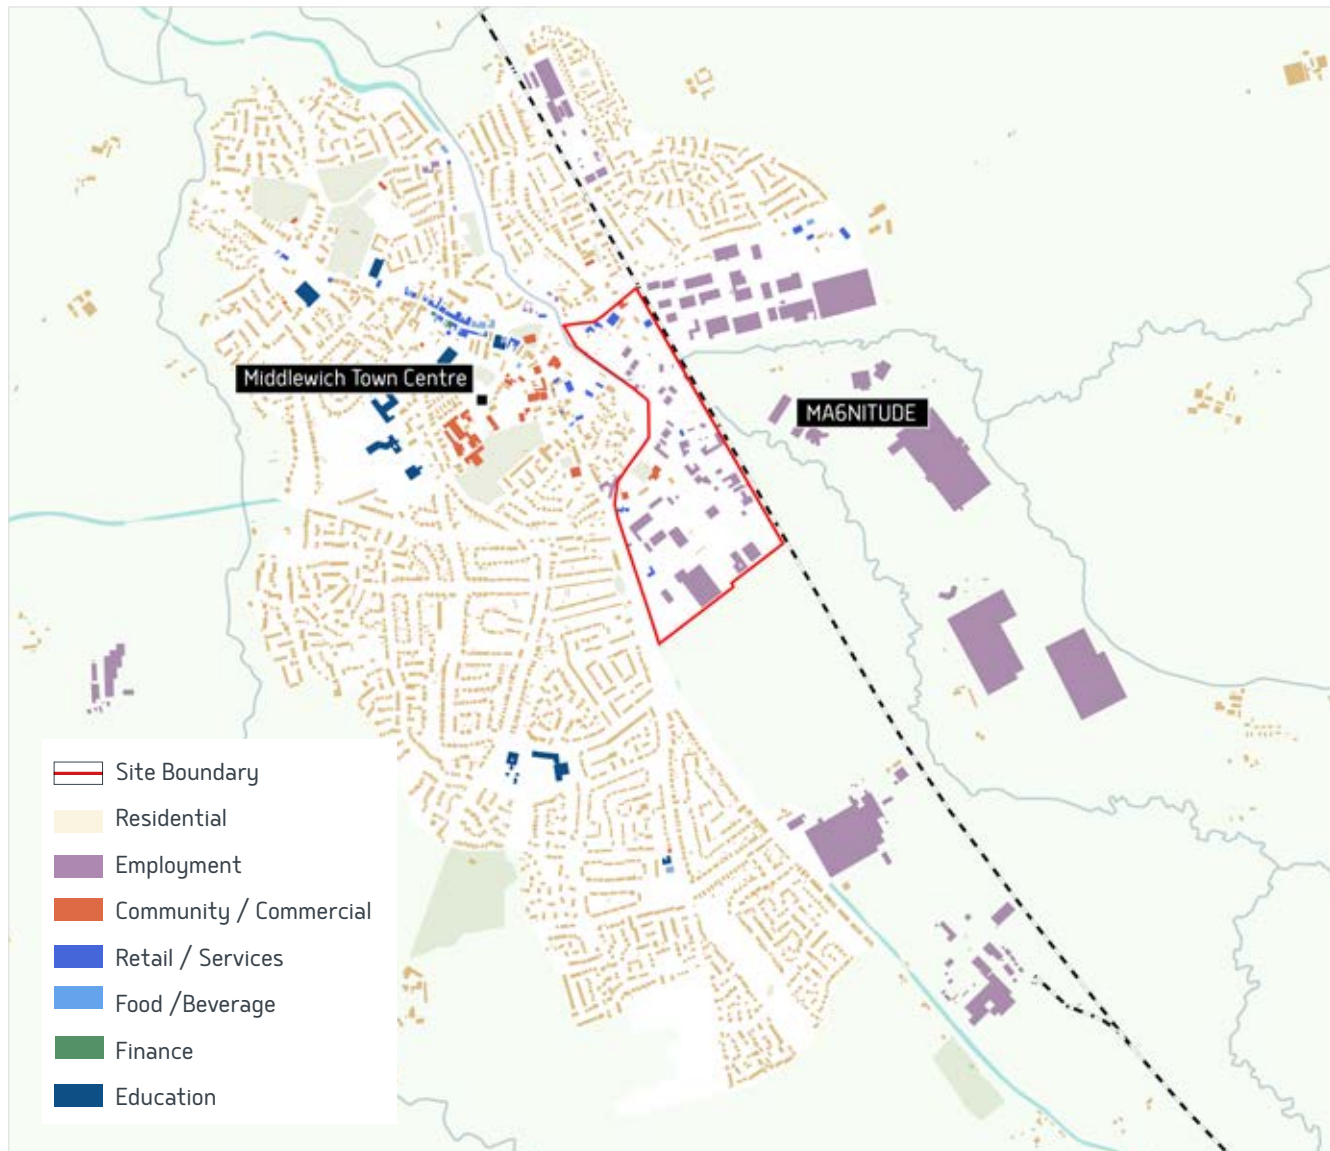 Middlewich Town Centre
MA6NITUDE
Site Boundary
Residential
Employment
Community / Commercial
Retail / Services
Food /Beverage
Finance
Education